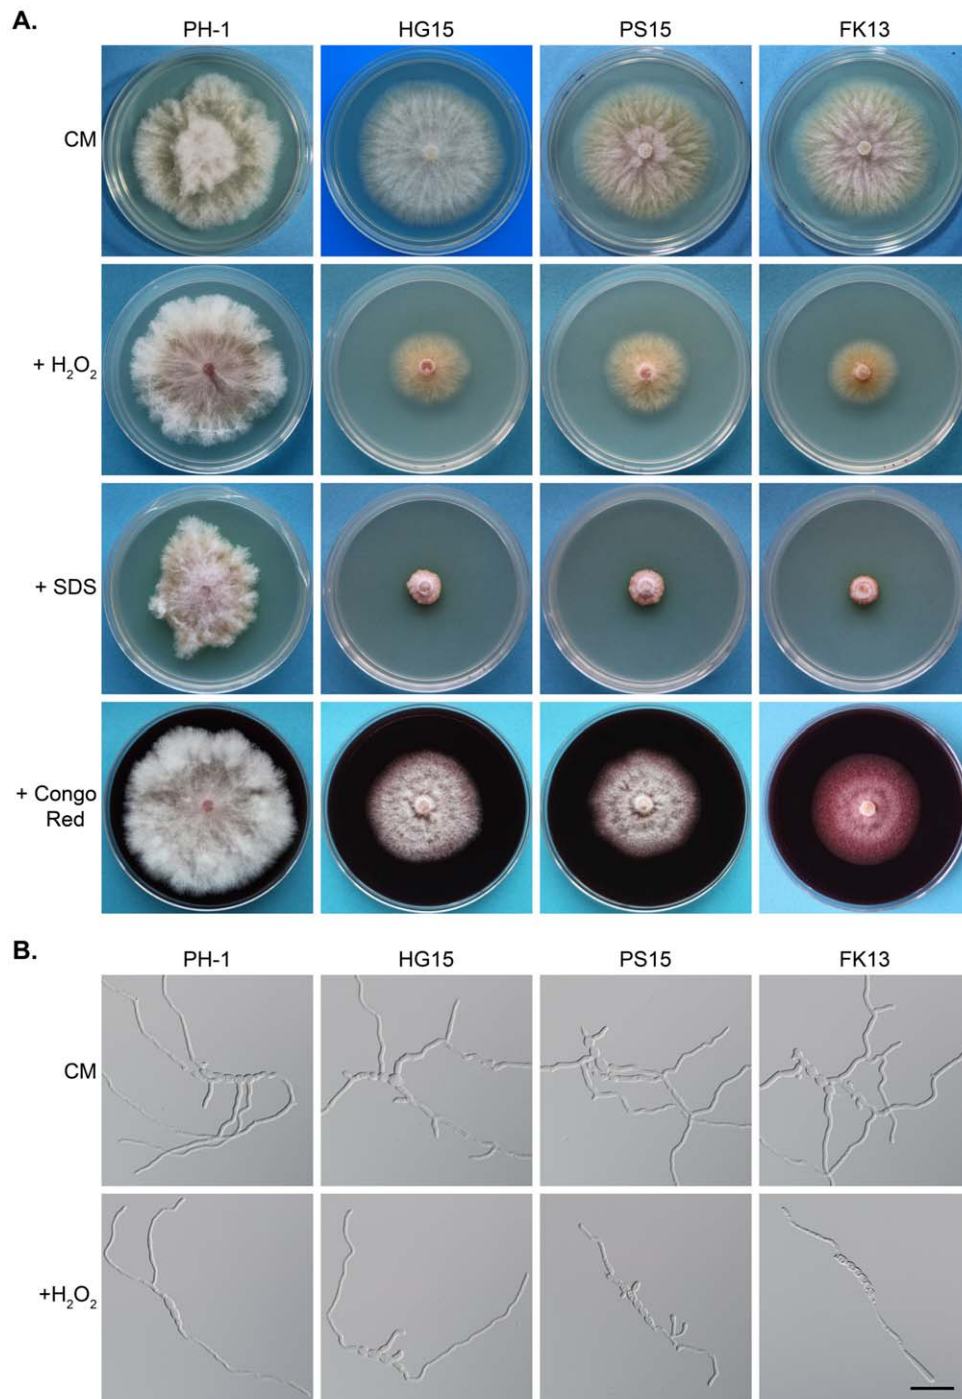 A.
PH-1 HG15 PS15 FK13
CM
+ H₂O₂
+ SDS
+ Congo
Red
B.
PH-1 HG15 PS15 FK13
CM
+H₂O₂